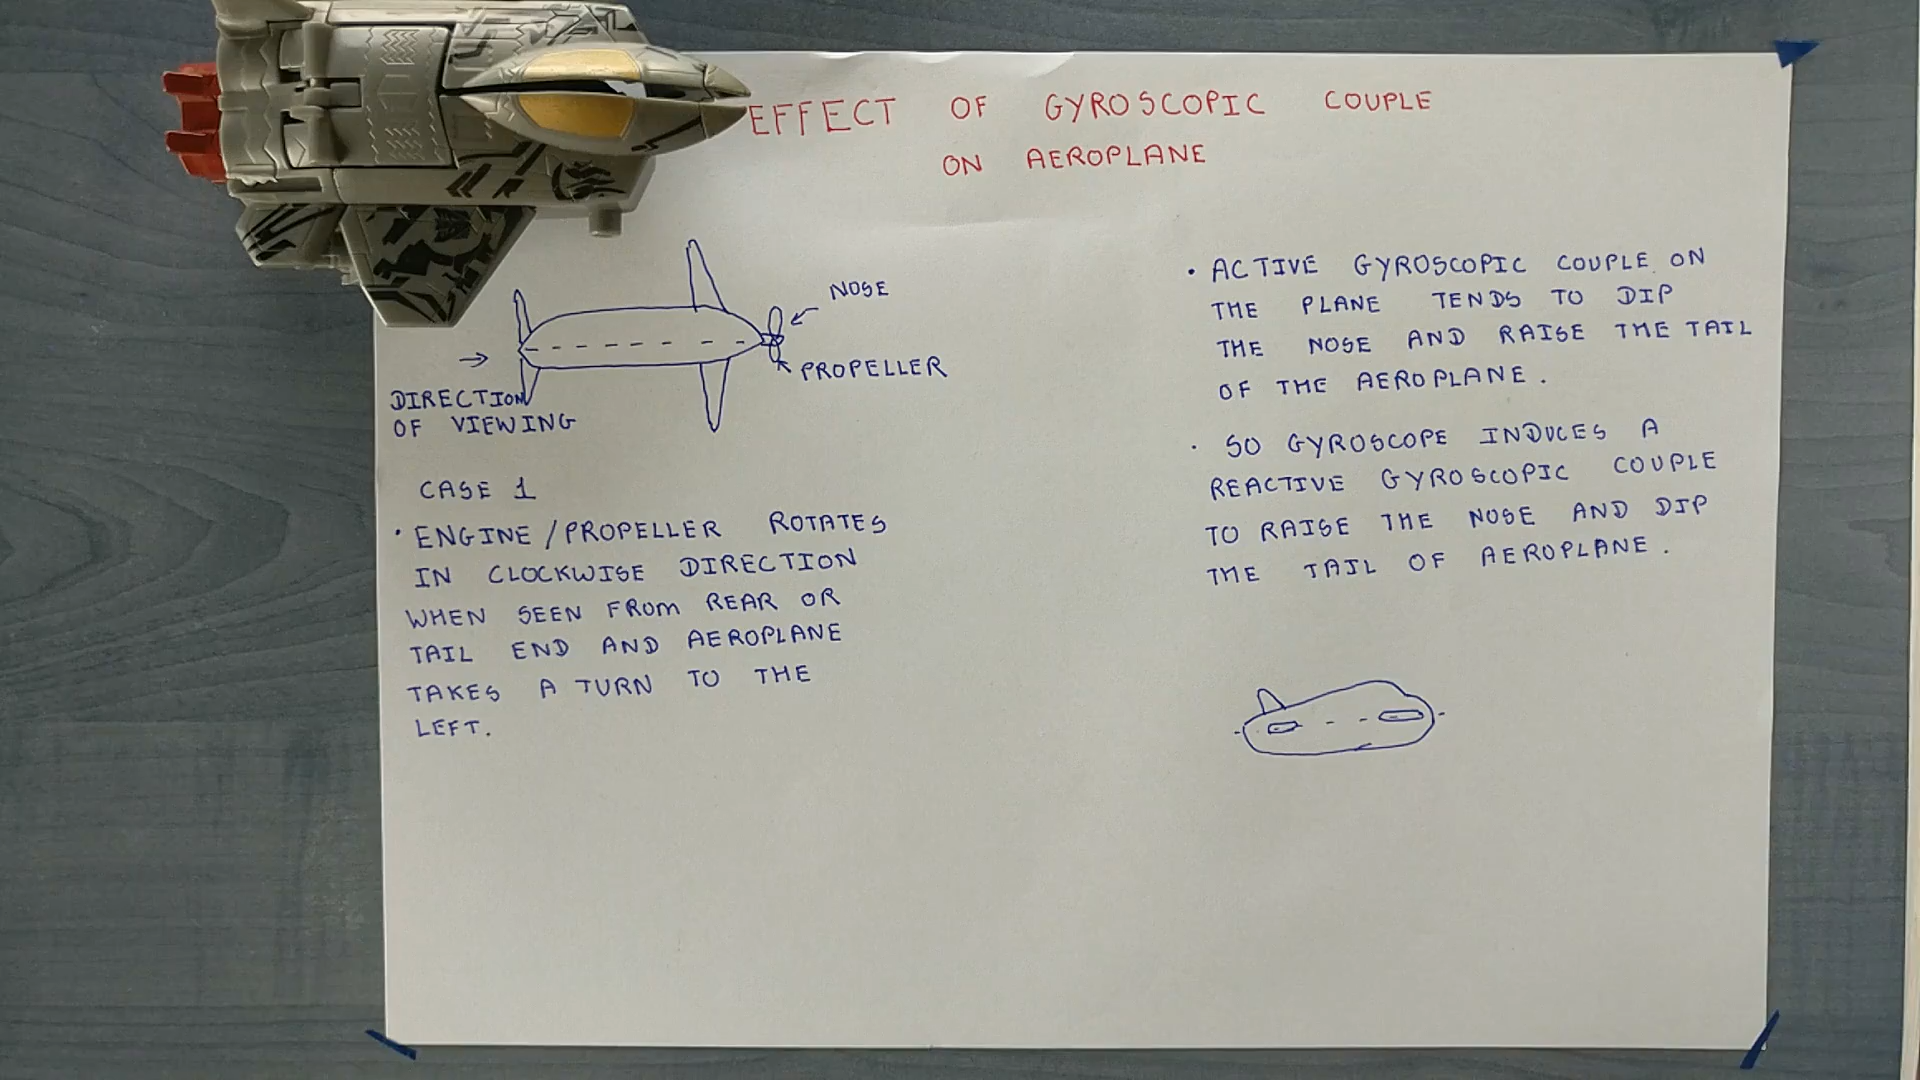 EFFECT OF GYROSCOPIC COUPLE
ON AEROPLANE
NOSE
PROPELLER
DIRECTION
OF VIEWING
CASE 1
• ENGINE/PROPELLER ROTATES
IN CLOCKWISE DIRECTION
WHEN SEEN FROM REAR OR
TAIL END AND AEROPLANE
TAKES A TURN TO THE
LEFT.
• ACTIVE GYROSCOPIC COUPLE ON
THE PLANE TENDS TO DIP
THE NOSE AND RAISE THE TAIL
OF THE AEROPLANE.
• SO GYROSCOPE INDUCES A
REACTIVE GYROSCOPIC COUPLE
TO RAISE THE NOSE AND DIP
THE TAIL OF AEROPLANE.